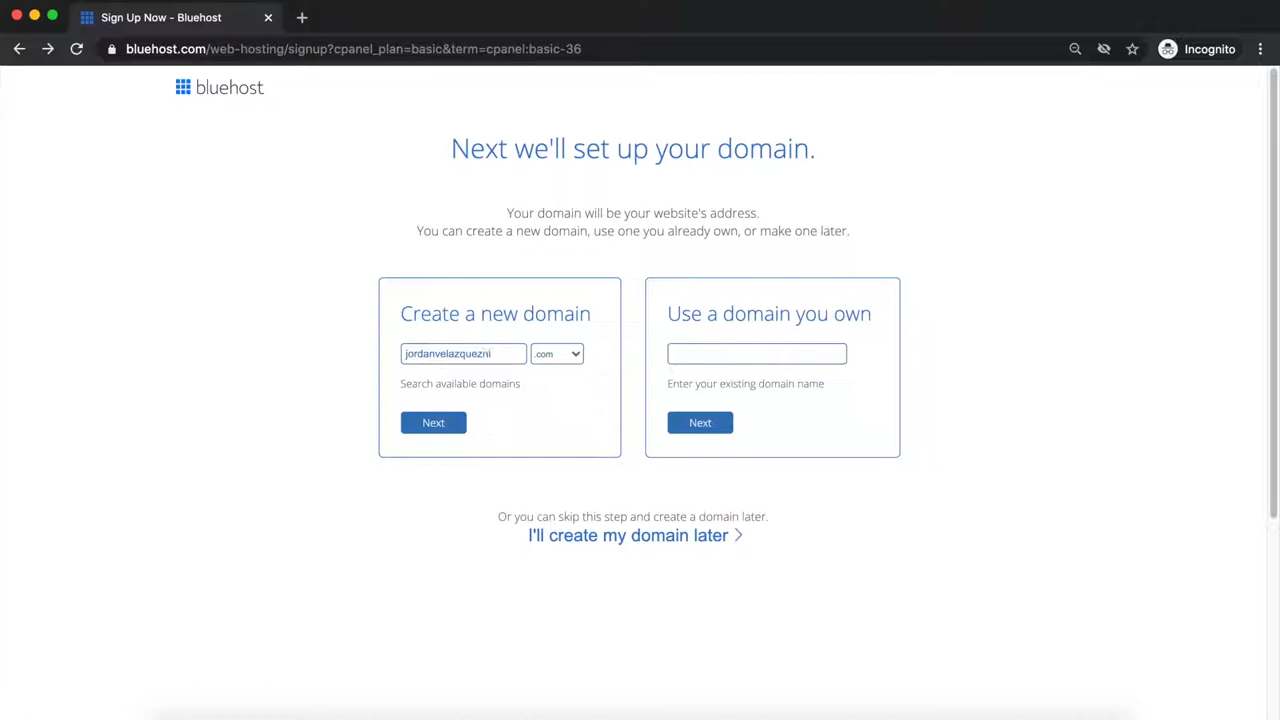 Sign Up Now - Bluehost
bluehost.com/web-hosting/signup?cpanel_plan=basic&term=cpanel:basic-36
Incognito
bluehost
Next we'll set up your domain.
Your domain will be your website's address.
You can create a new domain, use one you already own, or make one later.
Create a new domain
jordanvelazquezni
.com
Search available domains
Next
Use a domain you own
Enter your existing domain name
Next
Or you can skip this step and create a domain later.
I'll create my domain later